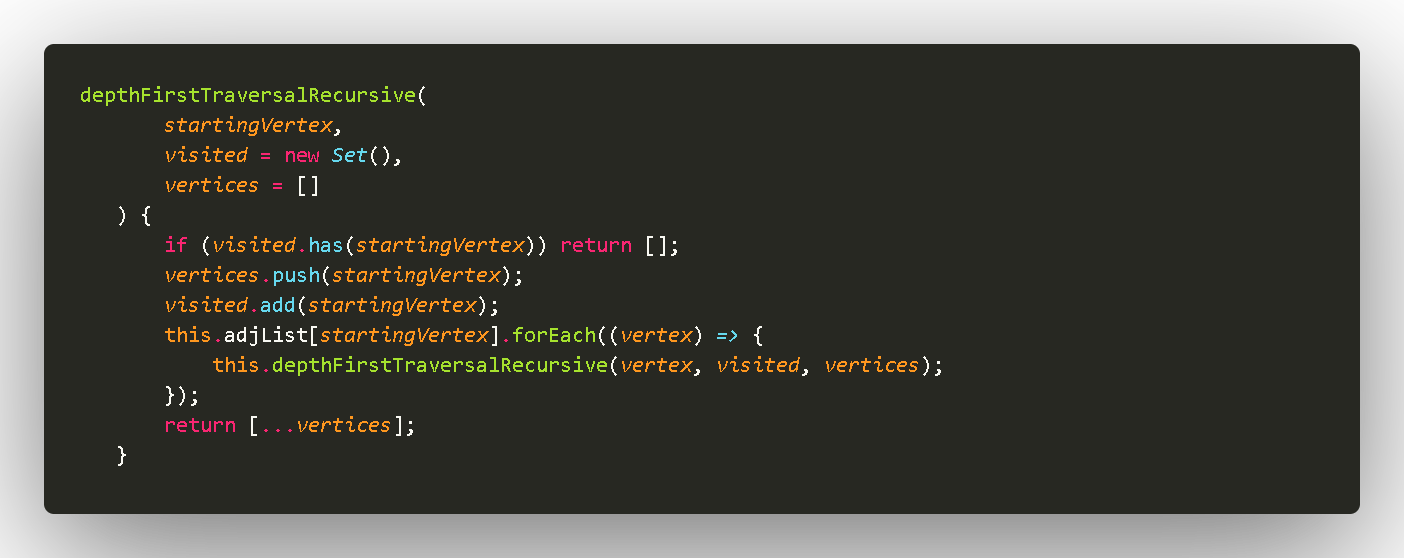 depthFirstTraversalRecursive(
startingVertex,
visited = new Set(),
vertices = []
) {
if (visited.has(startingVertex)) return [];
vertices.push(startingVertex);
visited.add(startingVertex);
this.adjList[startingVertex].forEach((vertex) => {
this.depthFirstTraversalRecursive(vertex, visited, vertices);
});
return [...vertices];
}